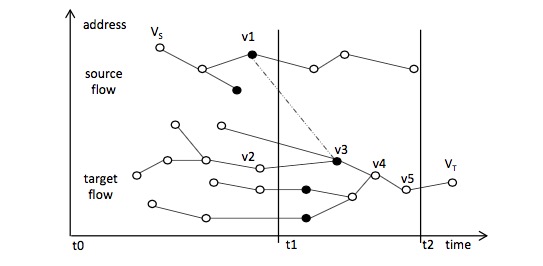 address
V_S
v1
source
flow
v3
v2
v4
V_T
target
flow
v5
t0
t1
t2
time